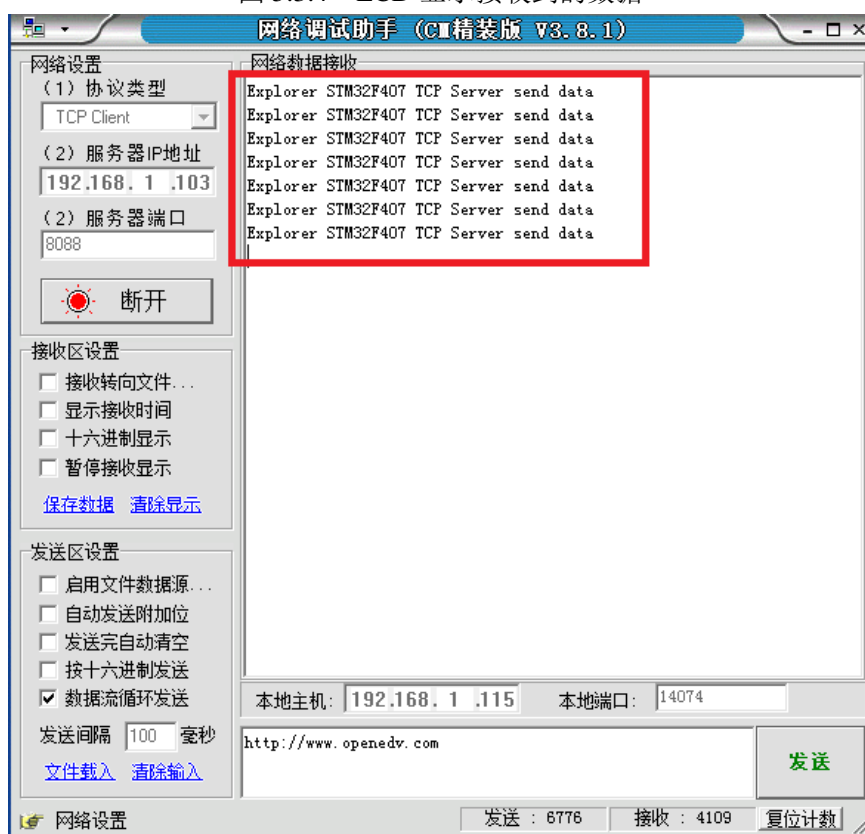 网络调试助手 (CM精装版 V3.8.1)
网络设置
(1) 协议类型
TCP Client
(2) 服务器IP地址
192.168. 1 .103
(2) 服务器端口
8088
断开
接收区设置
接收转向文件...
显示接收时间
十六进制显示
暂停接收显示
保存数据 清除显示
发送区设置
启用文件数据源...
自动发送附加位
发送完自动清空
按十六进制发送
数据流循环发送
发送间隔 100 毫秒
文件载入 清除输入
网络数据接收
Explorer STM32F407 TCP Server send data
Explorer STM32F407 TCP Server send data
Explorer STM32F407 TCP Server send data
Explorer STM32F407 TCP Server send data
Explorer STM32F407 TCP Server send data
Explorer STM32F407 TCP Server send data
Explorer STM32F407 TCP Server send data
本地主机: 192.168. 1 .115 本地端口: 14074
http://www.openedv.com
发送
网络设置 发送 : 6776 接收 : 4109 复位计数